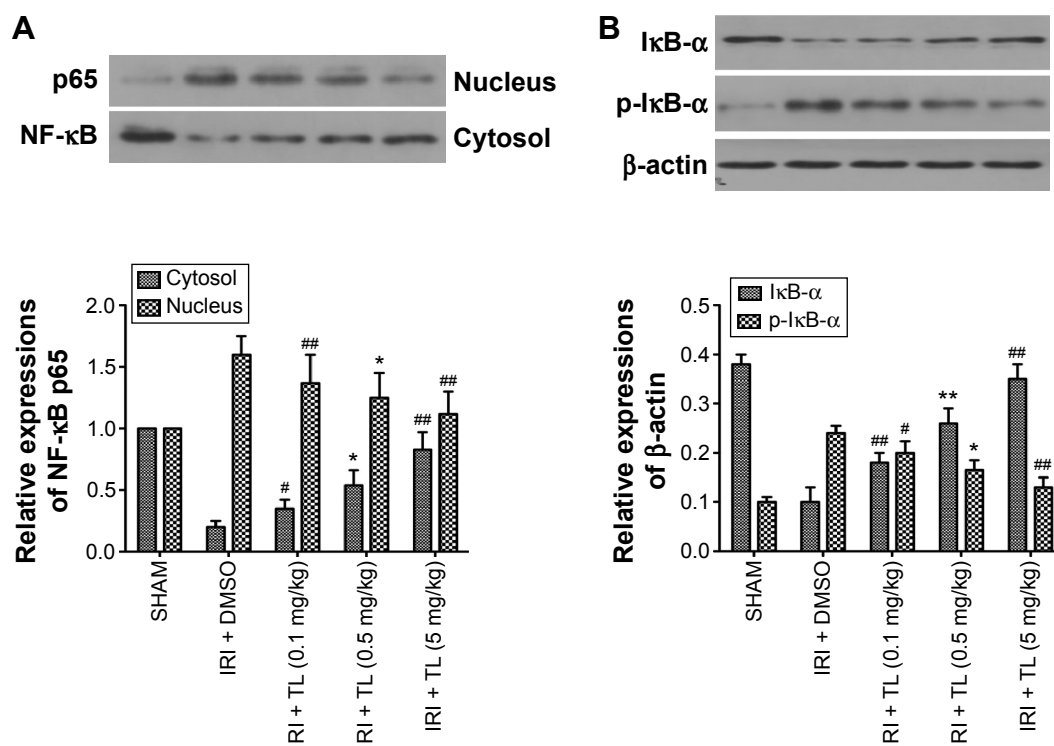 A
p65
Nucleus
NF-κB
Cytosol
Cytosol
Nucleus
Relative expressions
of NF-κB p65
2.0
1.5
1.0
0.5
0.0
#
##
*
*
##
##
SHAM
IRI + DMSO
RI + TL (0.1 mg/kg)
RI + TL (0.5 mg/kg)
IRI + TL (5 mg/kg)
B
IκB-α
p-IκB-α
β-actin
IκB-α
p-IκB-α
Relative expressions
of β-actin
0.5
0.4
0.3
0.2
0.1
0.0
##
#
**
*
##
##
SHAM
IRI + DMSO
RI + TL (0.1 mg/kg)
RI + TL (0.5 mg/kg)
IRI + TL (5 mg/kg)